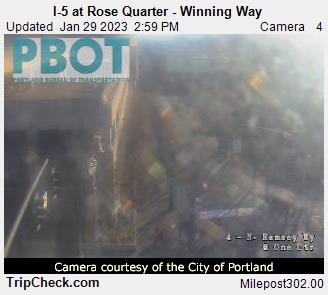 I-5 at Rose Quarter - Winning Way
Updated Jan 29 2023 2:59 PM Camera 4
PBOT
PORTLAND BUREAU OF TRANSPORTATION
4 - N. Ramsey Wy
@ One Ctr
Camera courtesy of the City of Portland
TripCheck.com Milepost302.00